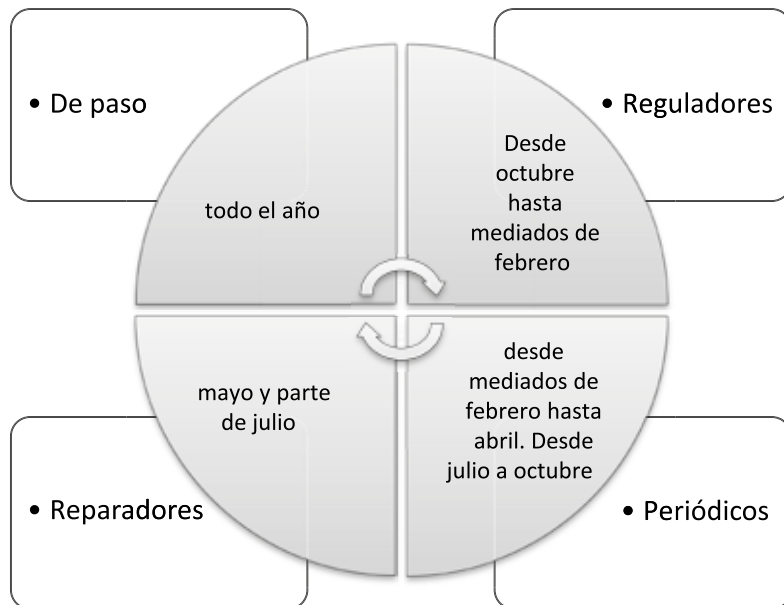 • De paso
todo el año
• Reguladores
Desde
octubre
hasta
mediados de
febrero
mayo y parte
de julio
• Reparadores
desde
mediados de
febrero hasta
abril. Desde
julio a octubre
• Periódicos